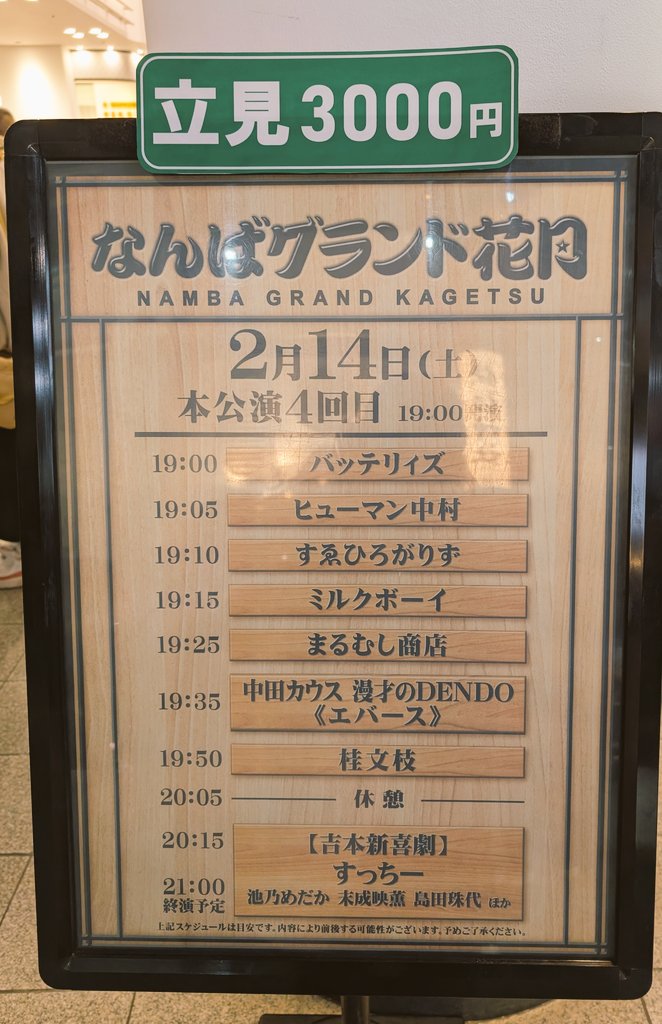 立見3000円
なんばグランド花月
NAMBA GRAND KAGETSU
2月14日(土)
本公演4回目 19:00開演
19:00 バッテリィズ
19:05 ヒューマン中村
19:10 すゑひろがりず
19:15 ミルクボーイ
19:25 まるむし商店
19:35 中田カウス 漫才のDENDO
《エバース》
19:50 桂文枝
20:05 休憩
20:15 【吉本新喜劇】
すっちー
21:00 池乃めだか 末成映薫 島田珠代 ほか
終演予定
上記スケジュールは目安です。内容により前後する可能性がございます。予めご了承ください。